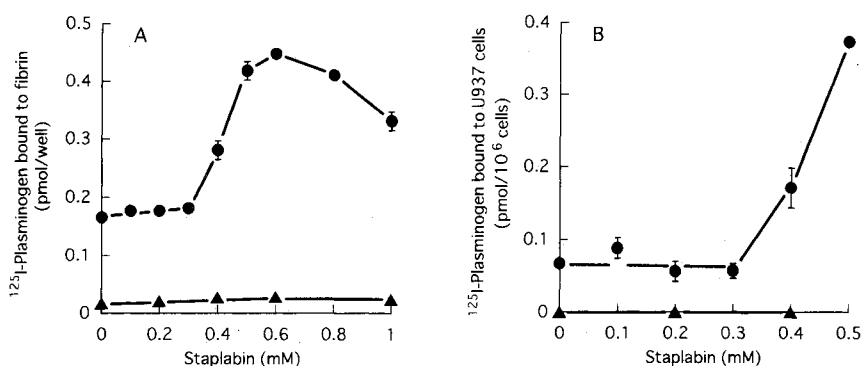 A
¹²⁵I-Plasminogen bound to fibrin
(pmol/well)
0.5
0.4
0.3
0.2
0.1
0
0 0.2 0.4 0.6 0.8 1
Staplabin (mM)
B
¹²⁵I-Plasminogen bound to U937 cells
(pmol/10⁶ cells)
0.4
0.3
0.2
0.1
0
0 0.1 0.2 0.3 0.4 0.5
Staplabin (mM)